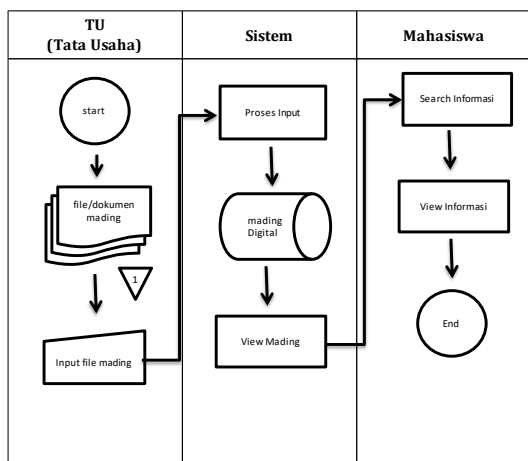 TU
(Tata Usaha)
Sistem
Mahasiswa
start
file/dokumen
mading
1
Input file mading
Proses Input
mading
Digital
View Mading
Search Informasi
View Informasi
End